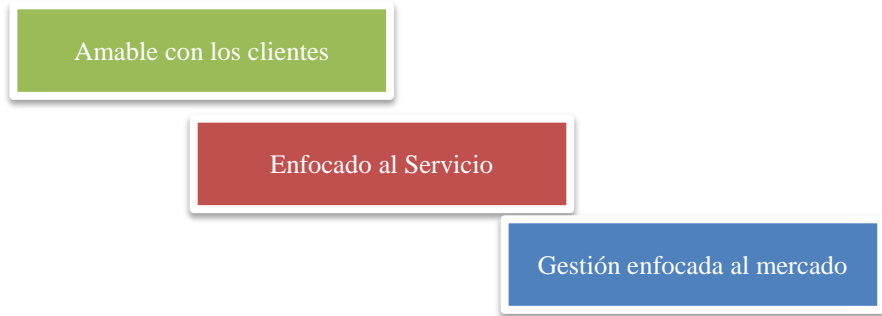 Amable con los clientes
Enfocado al Servicio
Gestión enfocada al mercado